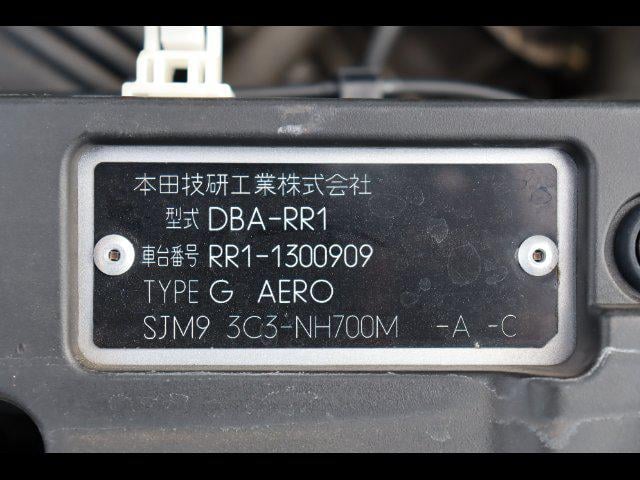 本田技研工業株式会社
型式 DBA-RR1
車台番号 RR1-1300909
TYPE G AERO
SJM9 3C3-NH700M -A -C